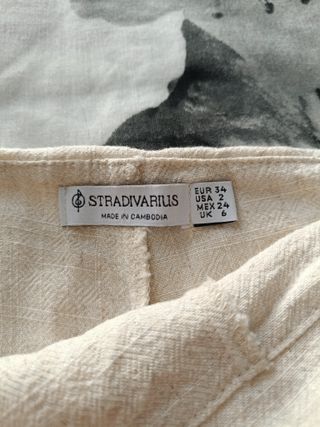 STRADIVARIUS
MADE IN CAMBODIA
EUR 34
USA 2
MEX 24
UK 6